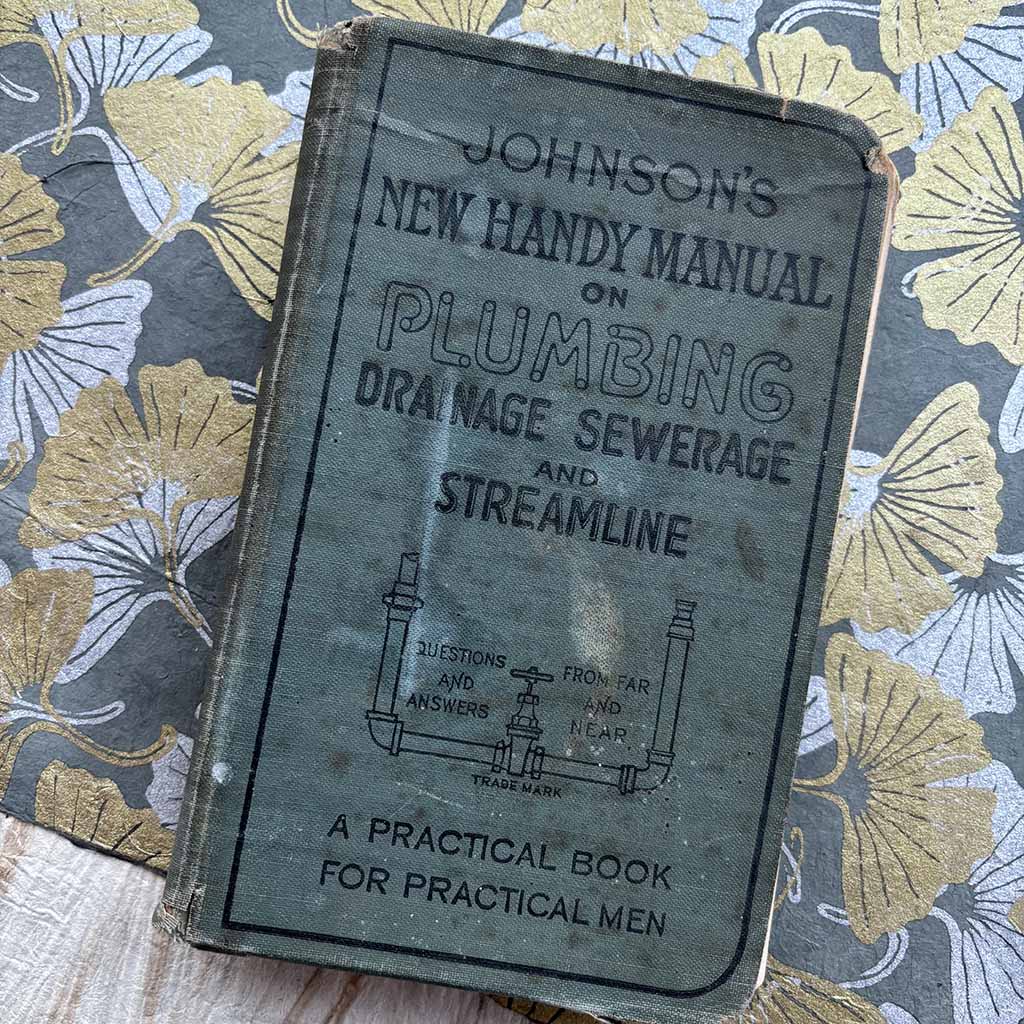 JOHNSON'S
NEW HANDY MANUAL
ON
PLUMBING
DRAINAGE SEWERAGE
AND
STREAMLINE
QUESTIONS
AND
ANSWERS
FROM FAR
AND
NEAR
TRADE MARK
A PRACTICAL BOOK
FOR PRACTICAL MEN